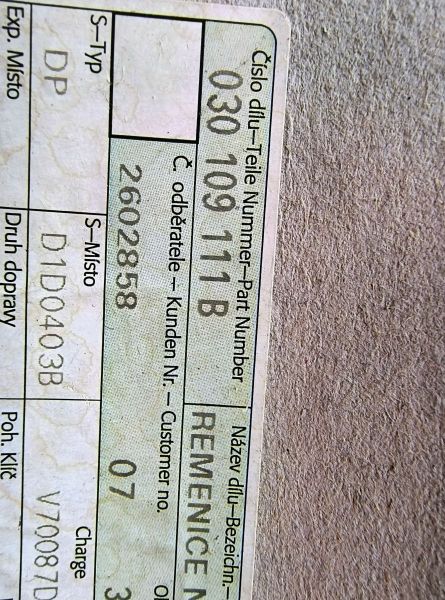 Číslo dílu–Teile Nummer–Part Number
Název dílu–Bezeichn.–
030 109 111 B
REMENICE
Č. odběratele – Kunden Nr. – Customer no.
2602858
07
3
S–Typ
S–Místo
Charge
DP
D1D0403B
V70087D
Exp. Místo
Druh dopravy
Poh. Klíč